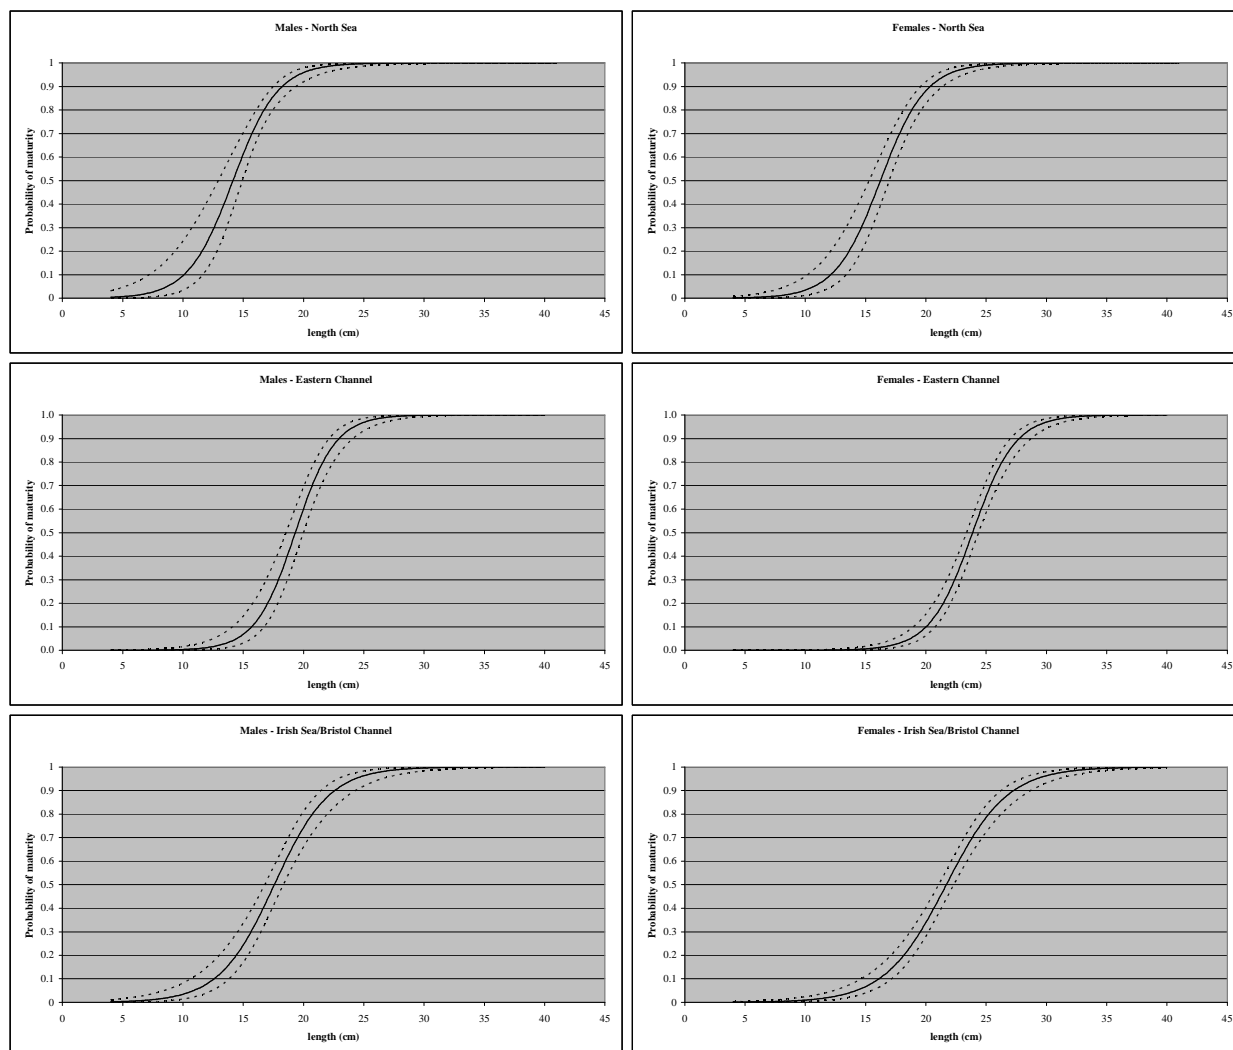 Males - North Sea
Probability of maturity
1
0.9
0.8
0.7
0.6
0.5
0.4
0.3
0.2
0.1
0
0 5 10 15 20 25 30 35 40 45
length (cm)
Females - North Sea
Probability of maturity
1
0.9
0.8
0.7
0.6
0.5
0.4
0.3
0.2
0.1
0
0 5 10 15 20 25 30 35 40 45
length (cm)
Males - Eastern Channel
Probability of maturity
1.0
0.9
0.8
0.7
0.6
0.5
0.4
0.3
0.2
0.1
0.0
0 5 10 15 20 25 30 35 40 45
length (cm)
Females - Eastern Channel
Probability of maturity
1.0
0.9
0.8
0.7
0.6
0.5
0.4
0.3
0.2
0.1
0.0
0 5 10 15 20 25 30 35 40 45
length (cm)
Males - Irish Sea/Bristol Channel
Probability of maturity
1
0.9
0.8
0.7
0.6
0.5
0.4
0.3
0.2
0.1
0
0 5 10 15 20 25 30 35 40 45
length (cm)
Females - Irish Sea/Bristol Channel
Probability of maturity
1
0.9
0.8
0.7
0.6
0.5
0.4
0.3
0.2
0.1
0
0 5 10 15 20 25 30 35 40 45
length (cm)